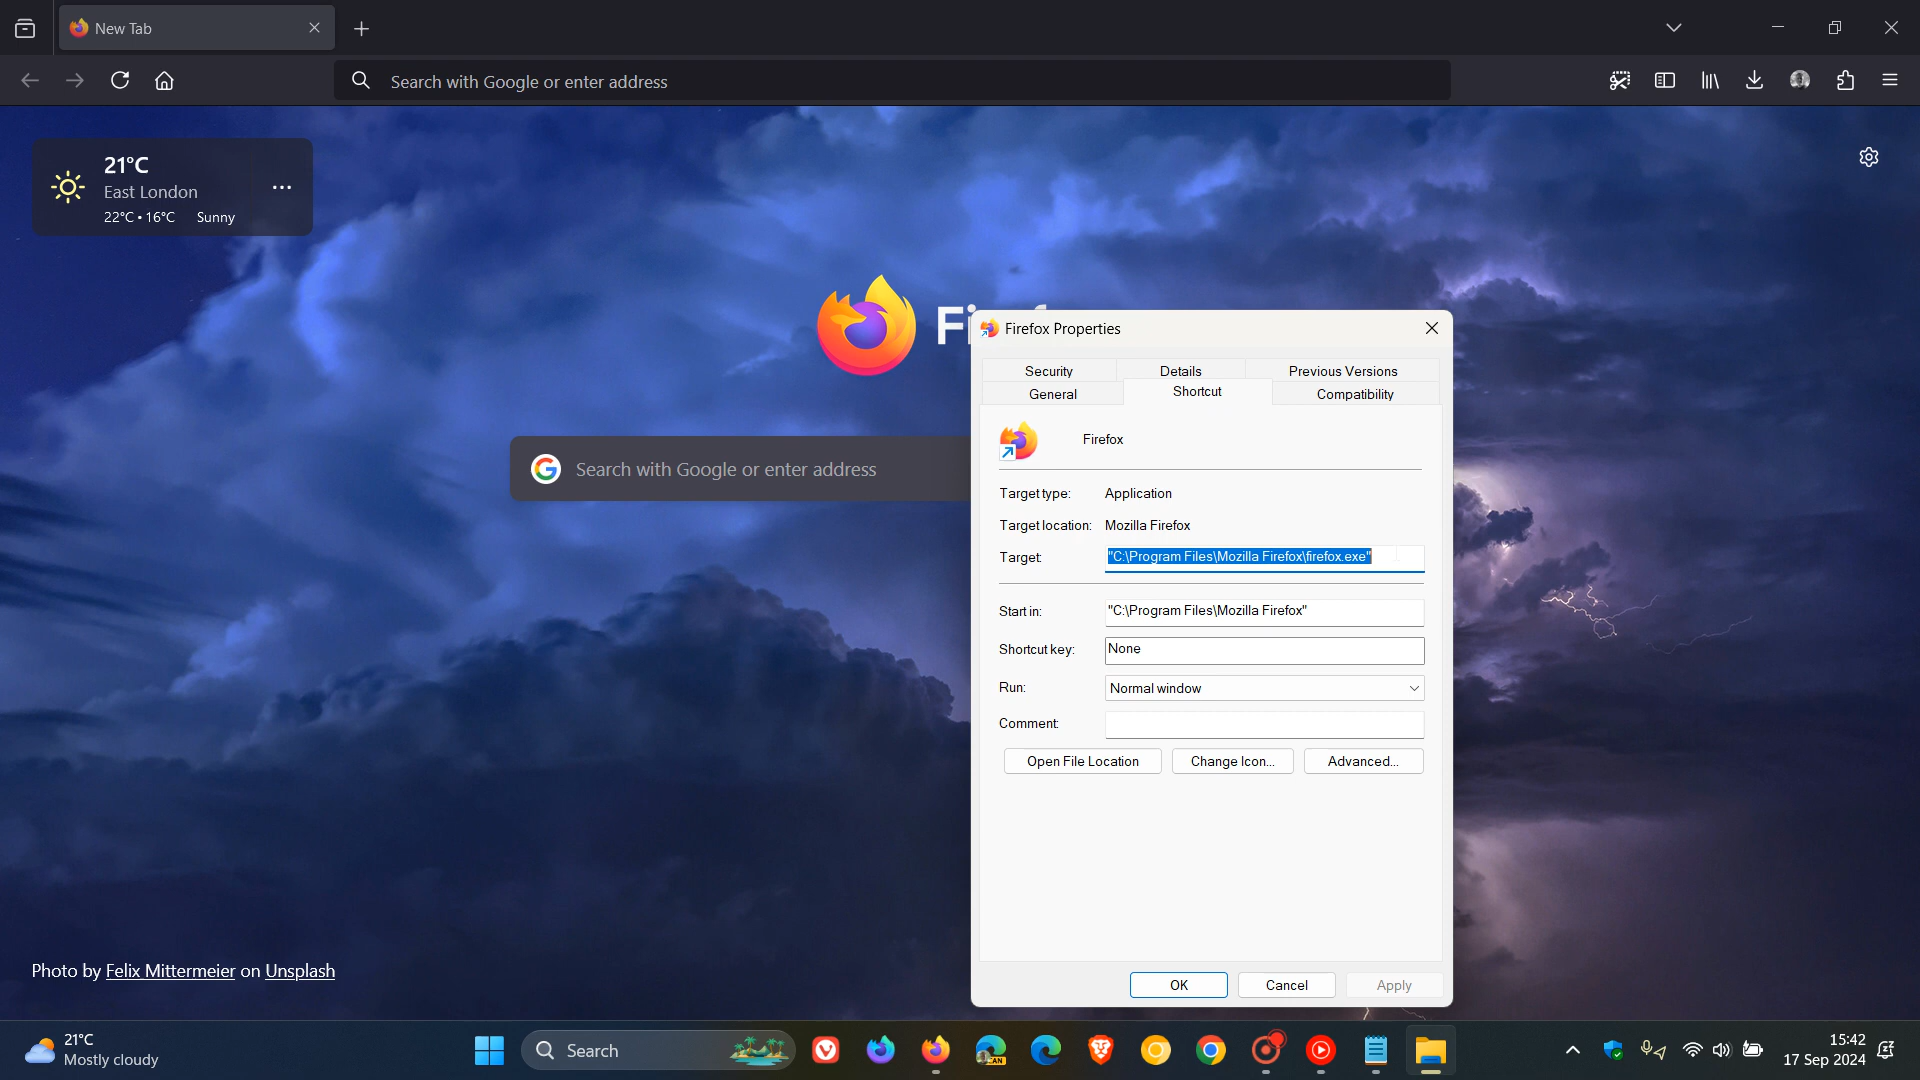 New Tab
Search with Google or enter address
21°C
East London
22°C • 16°C Sunny
Fi
Search with Google or enter address
Firefox Properties
Security Details Previous Versions
General Shortcut Compatibility
Firefox
Target type: Application
Target location: Mozilla Firefox
Target: "C:\Program Files\Mozilla Firefox\firefox.exe"
Start in: "C:\Program Files\Mozilla Firefox"
Shortcut key: None
Run: Normal window
Comment:
Open File Location Change Icon... Advanced...
OK Cancel Apply
Photo by Felix Mittermeier on Unsplash
21°C
Mostly cloudy
Search
CAN
15:42
17 Sep 2024